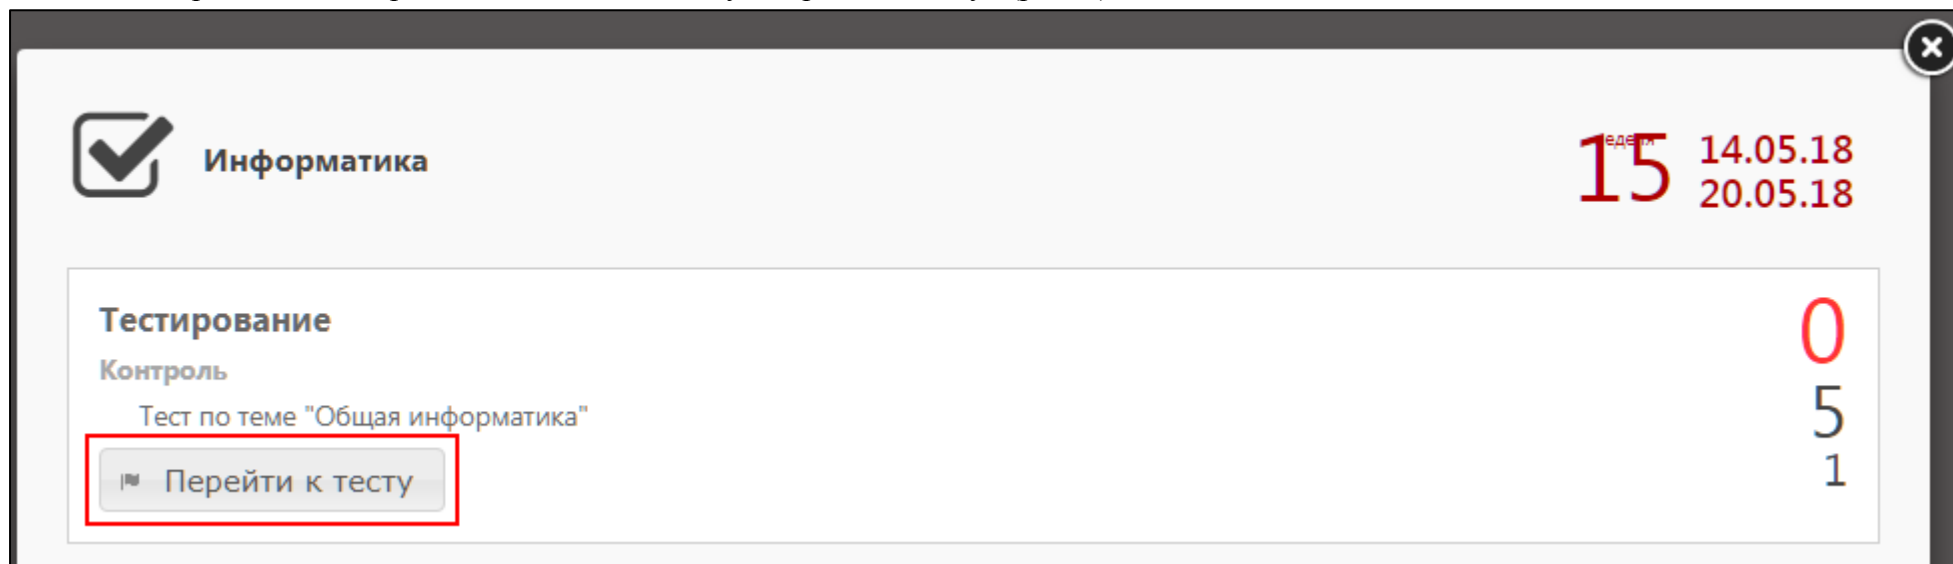 Информатика
15
14.05.18
20.05.18
Тестирование
0
Контроль
5
Тест по теме "Общая информатика"
1
Перейти к тесту